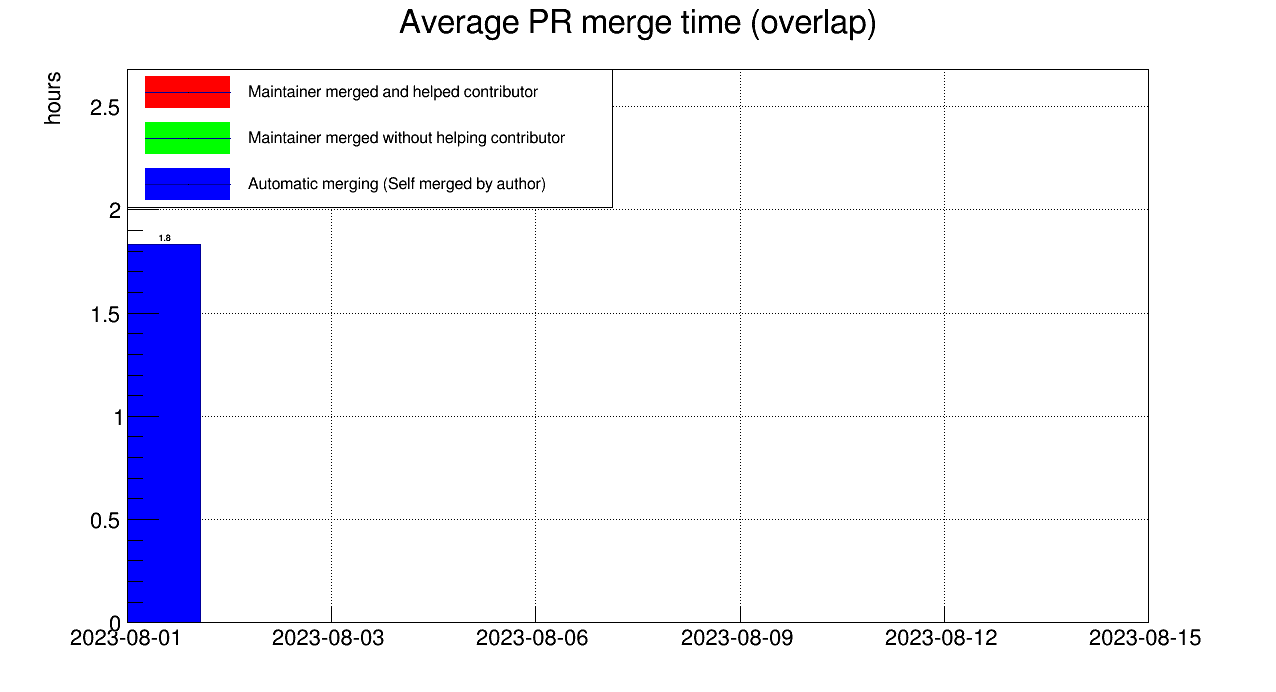 Average PR merge time (overlap)
hours
Maintainer merged and helped contributor
Maintainer merged without helping contributor
Automatic merging (Self merged by author)
2.5
2
1.8
1.5
1
0.5
0
2023-08-01
2023-08-03
2023-08-06
2023-08-09
2023-08-12
2023-08-15